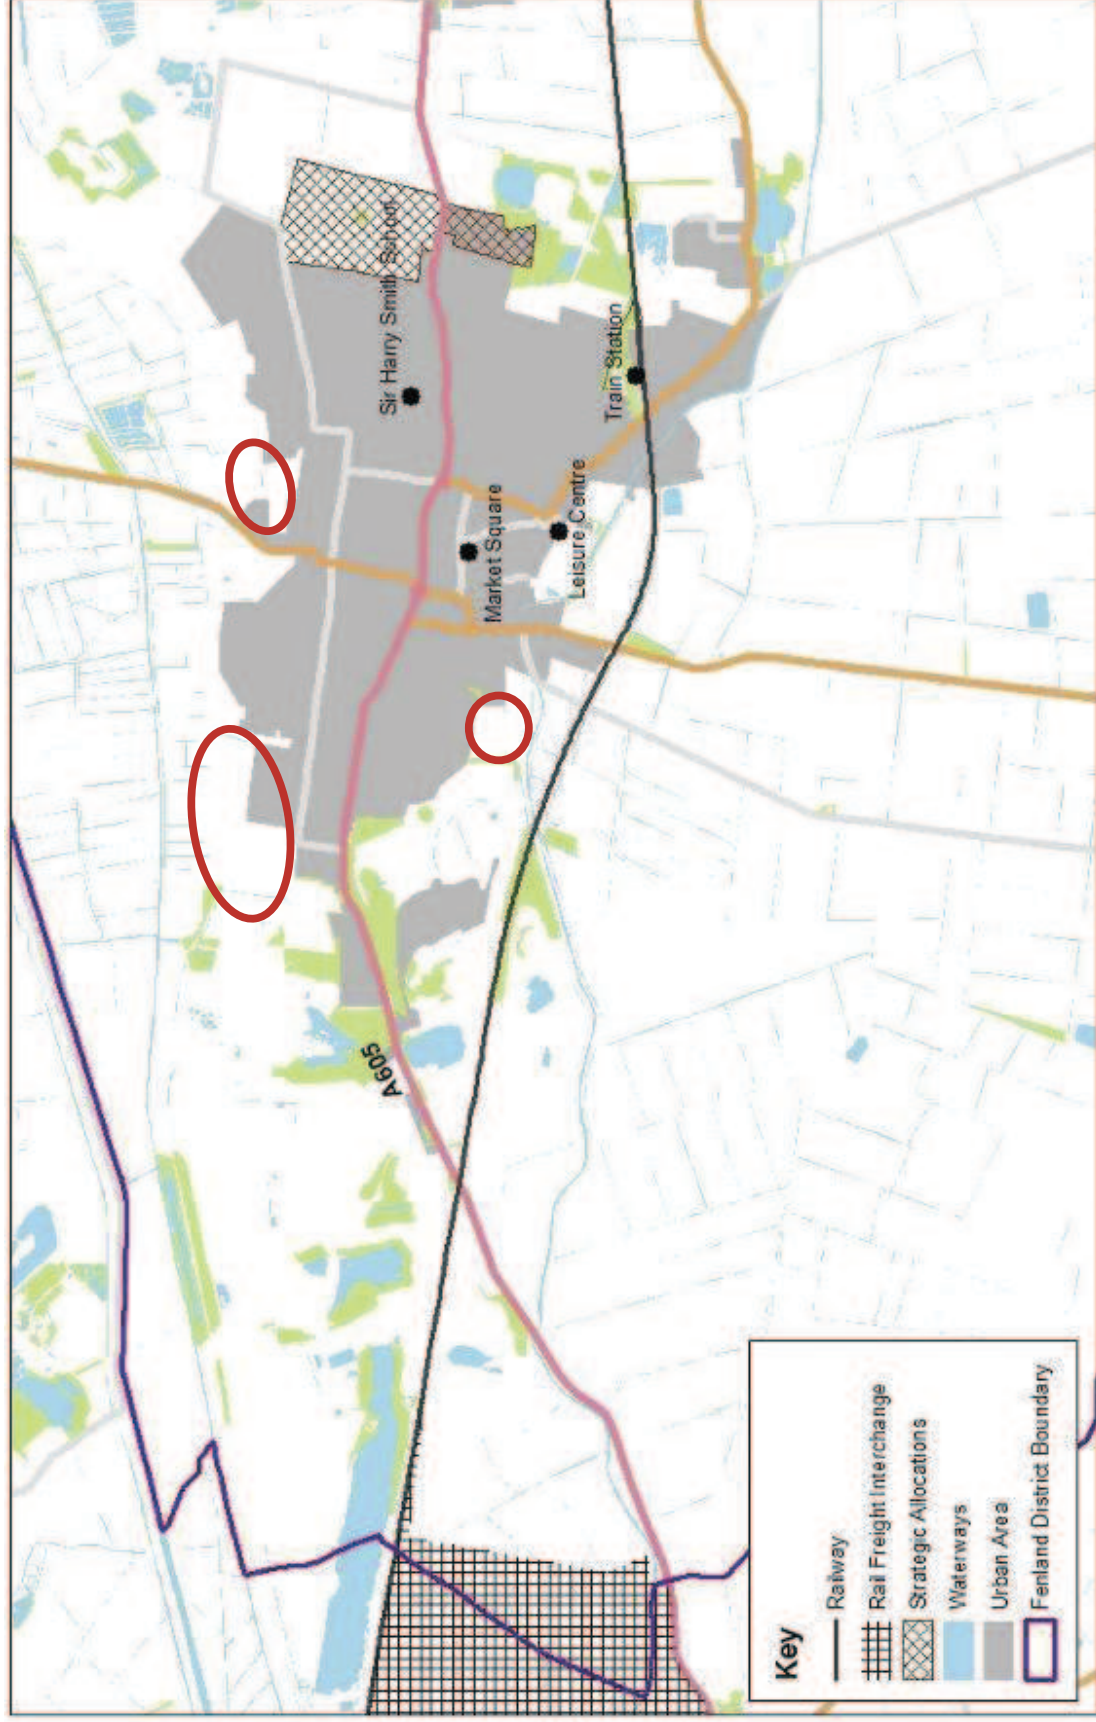 Sir Harry Smith School
Train Station
Market Square
Leisure Centre
A605
Key
Railway
Rail Freight Interchange
Strategic Allocations
Waterways
Urban Area
Fenland District Boundary